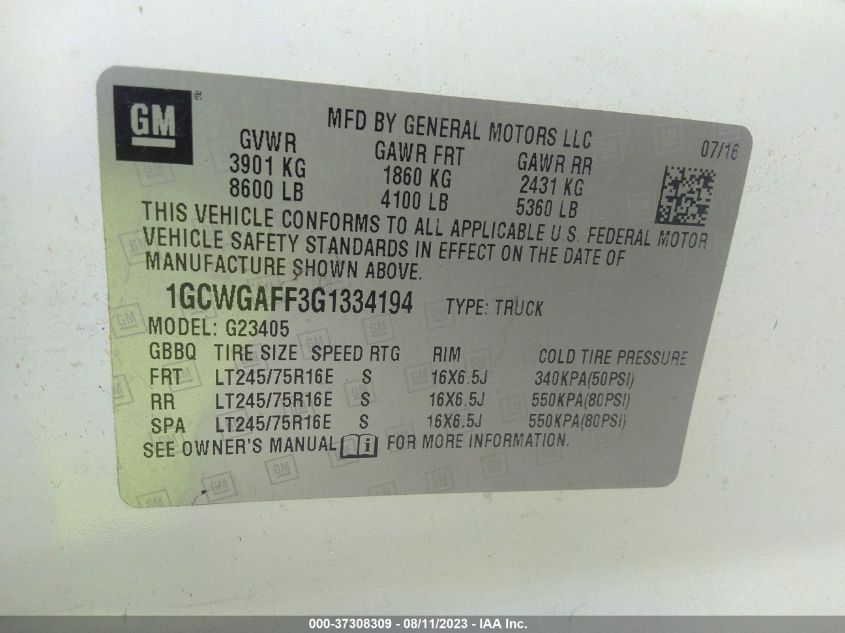 GM
MFD BY GENERAL MOTORS LLC
07/16
GVWR GAWR FRT GAWR RR
3901 KG 1860 KG 2431 KG
8600 LB 4100 LB 5360 LB
THIS VEHICLE CONFORMS TO ALL APPLICABLE U.S. FEDERAL MOTOR
VEHICLE SAFETY STANDARDS IN EFFECT ON THE DATE OF
MANUFACTURE SHOWN ABOVE.
1GCWGAFF3G1334194 TYPE: TRUCK
MODEL: G23405
GBBQ TIRE SIZE SPEED RTG RIM COLD TIRE PRESSURE
FRT LT245/75R16E S 16X6.5J 340KPA(50PSI)
RR LT245/75R16E S 16X6.5J 550KPA(80PSI)
SPA LT245/75R16E S 16X6.5J 550KPA(80PSI)
SEE OWNER'S MANUAL FOR MORE INFORMATION.
000-37308309 - 08/11/2023 - IAA Inc.